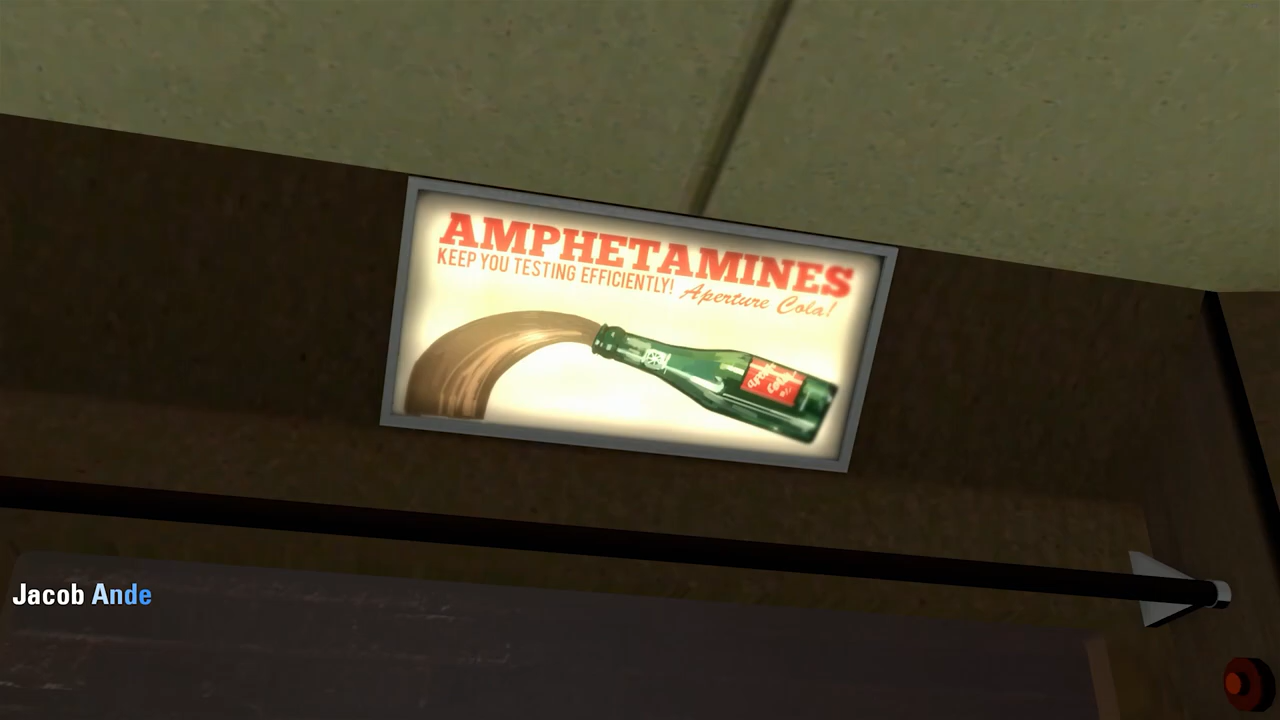 AMPHETAMINES
KEEP YOU TESTING EFFICIENTLY! Aperture Cola!
Jacob Ande